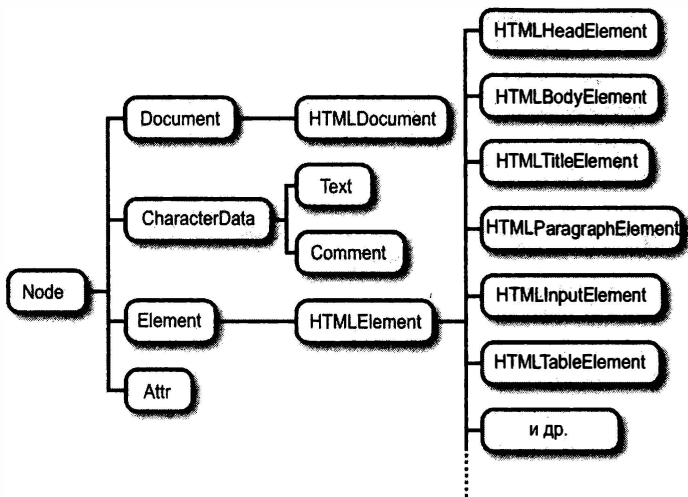 HTMLHeadElement
HTMLBodyElement
Document
HTMLDocument
HTMLTitleElement
Text
CharacterData
HTMLParagraphElement
Comment
Node
HTMLInputElement
Element
HTMLElement
HTMLTableElement
Attr
и др.